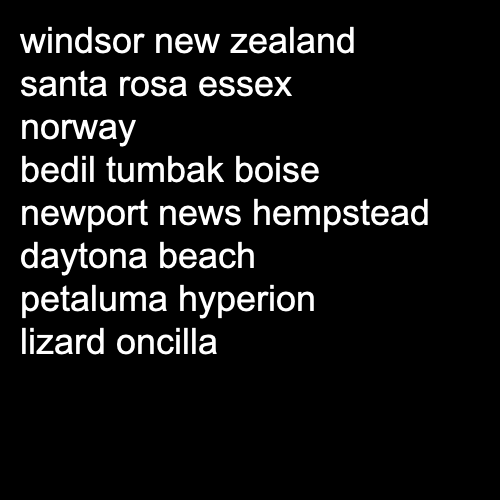 windsor new zealand
santa rosa essex
norway
bedil tumbak boise
newport news hempstead
daytona beach
petaluma hyperion
lizard oncilla